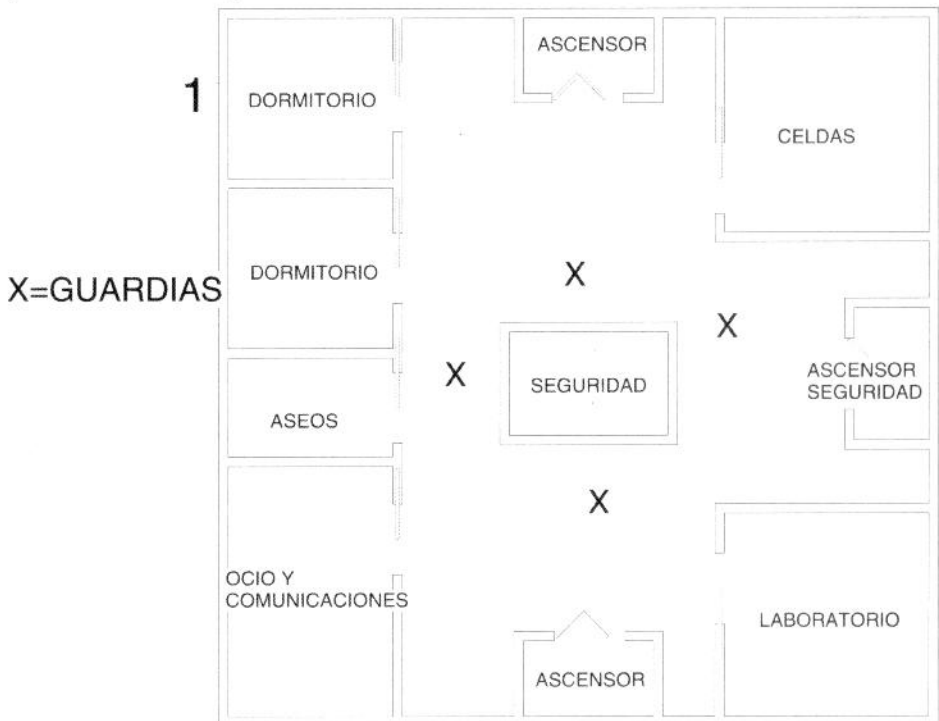 ASCENSOR
1
DORMITORIO
CELDAS
X=GUARDIAS
DORMITORIO
X
X
X
SEGURIDAD
ASCENSOR
SEGURIDAD
ASEOS
X
OCIO Y
COMUNICACIONES
LABORATORIO
ASCENSOR